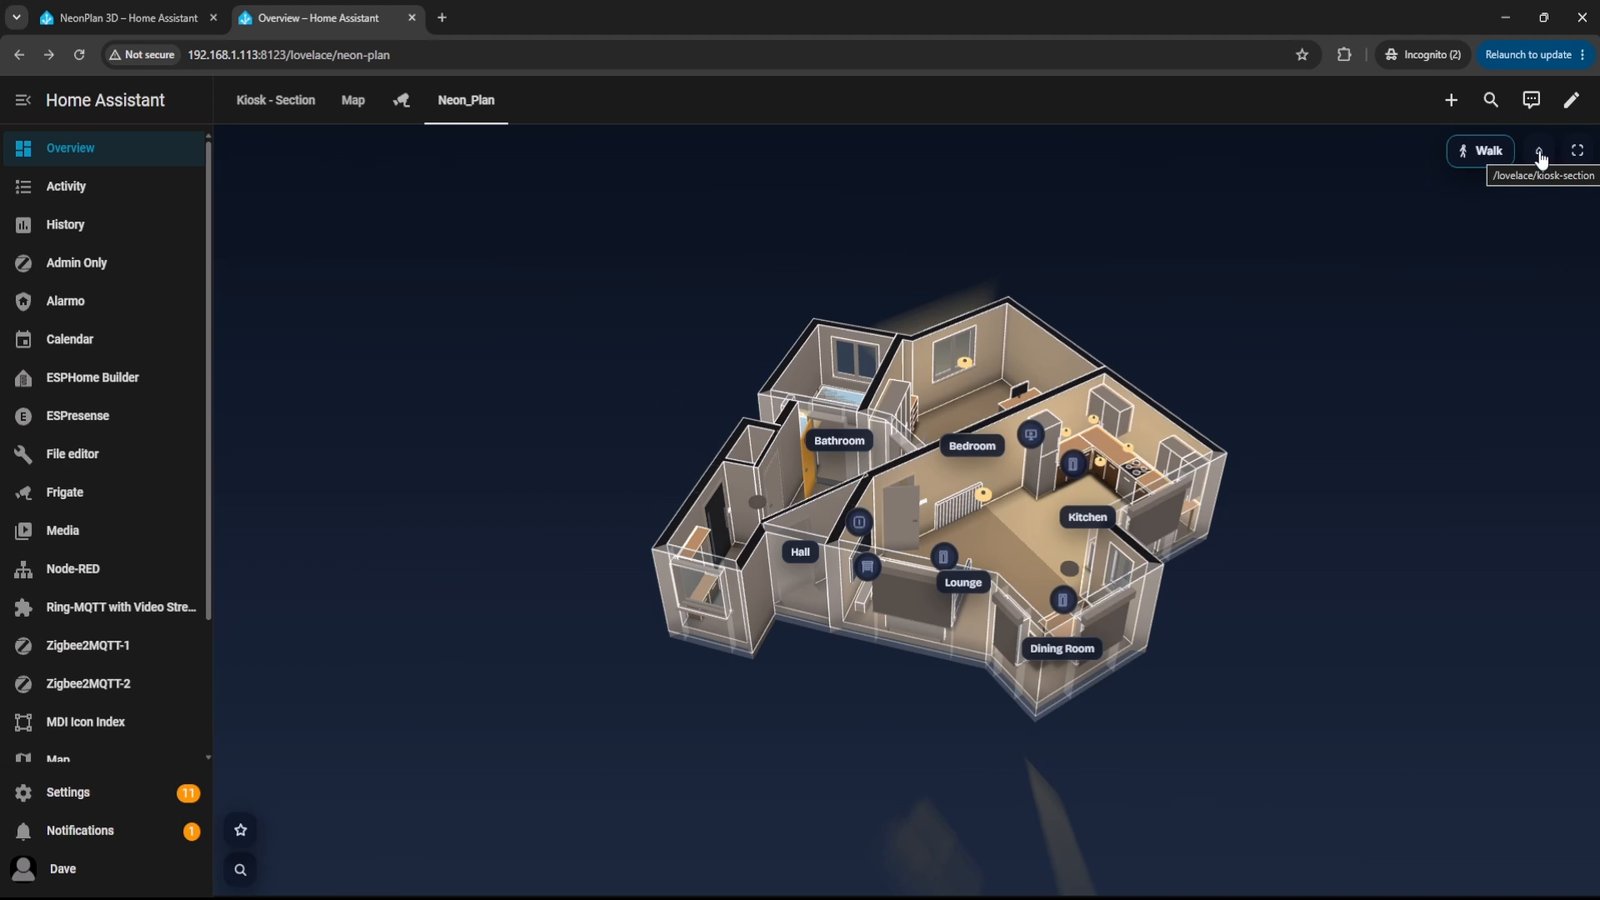 NeonPlan 3D – Home Assistant
Overview – Home Assistant
Not secure
192.168.1.113:8123/lovelace/neon-plan
Incognito (2)
Relaunch to update
Home Assistant
Kiosk - Section
Map
Neon_Plan
Overview
Activity
History
Admin Only
Alarmo
Calendar
ESPHome Builder
ESPresense
File editor
Frigate
Media
Node-RED
Ring-MQTT with Video Stre...
Zigbee2MQTT-1
Zigbee2MQTT-2
MDI Icon Index
Map
Settings
11
Notifications
1
Dave
Walk
/lovelace/kiosk-section
Bathroom
Bedroom
Kitchen
Hall
Lounge
Dining Room